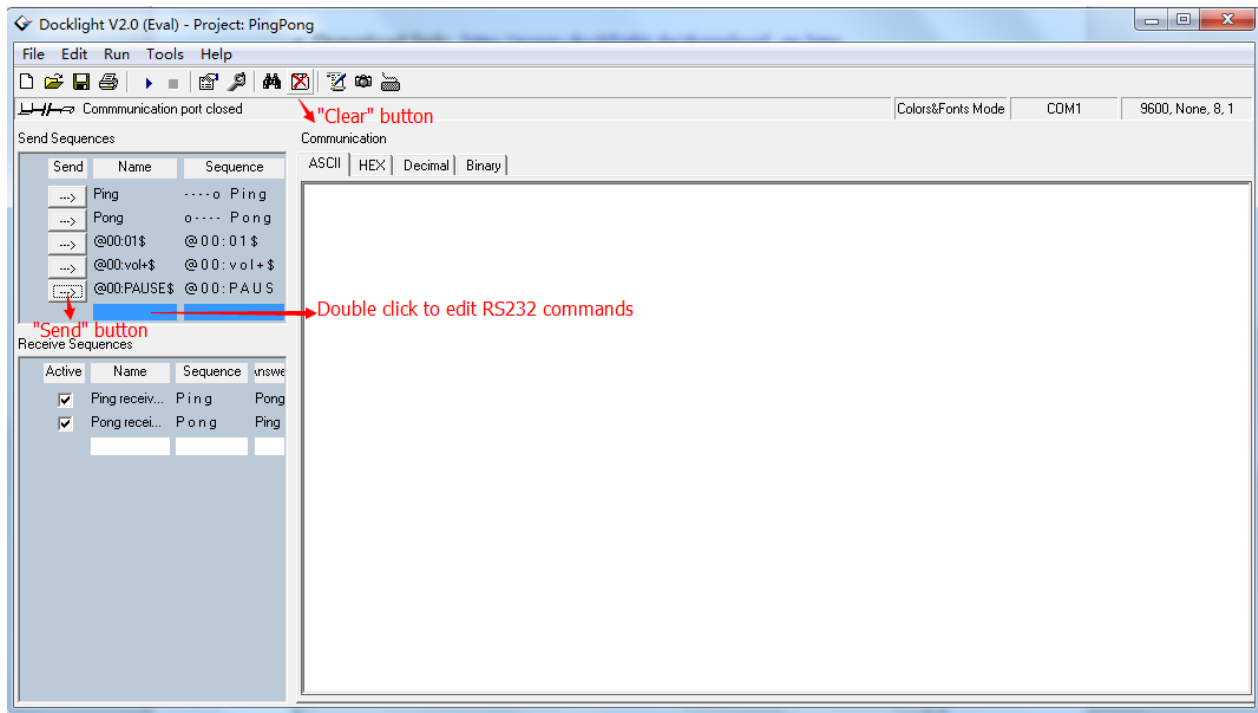 Docklight V2.0 (Eval) - Project: PingPong
File Edit Run Tools Help
Commmunication port closed
"Clear" button
Colors&Fonts Mode COM1 9600, None, 8, 1
Send Sequences
Communication
Send Name Sequence
ASCII HEX Decimal Binary
---> Ping ----o Ping
---> Pong o---- Pong
---> @00:01$ @00:01$
---> @00:vol+$ @00:vol+$
---> @00:PAUSE$ @00:PAUS
Double click to edit RS232 commands
"Send" button
Receive Sequences
Active Name Sequence
Ping receiv... Ping Pong
Pong recei... Pong Ping